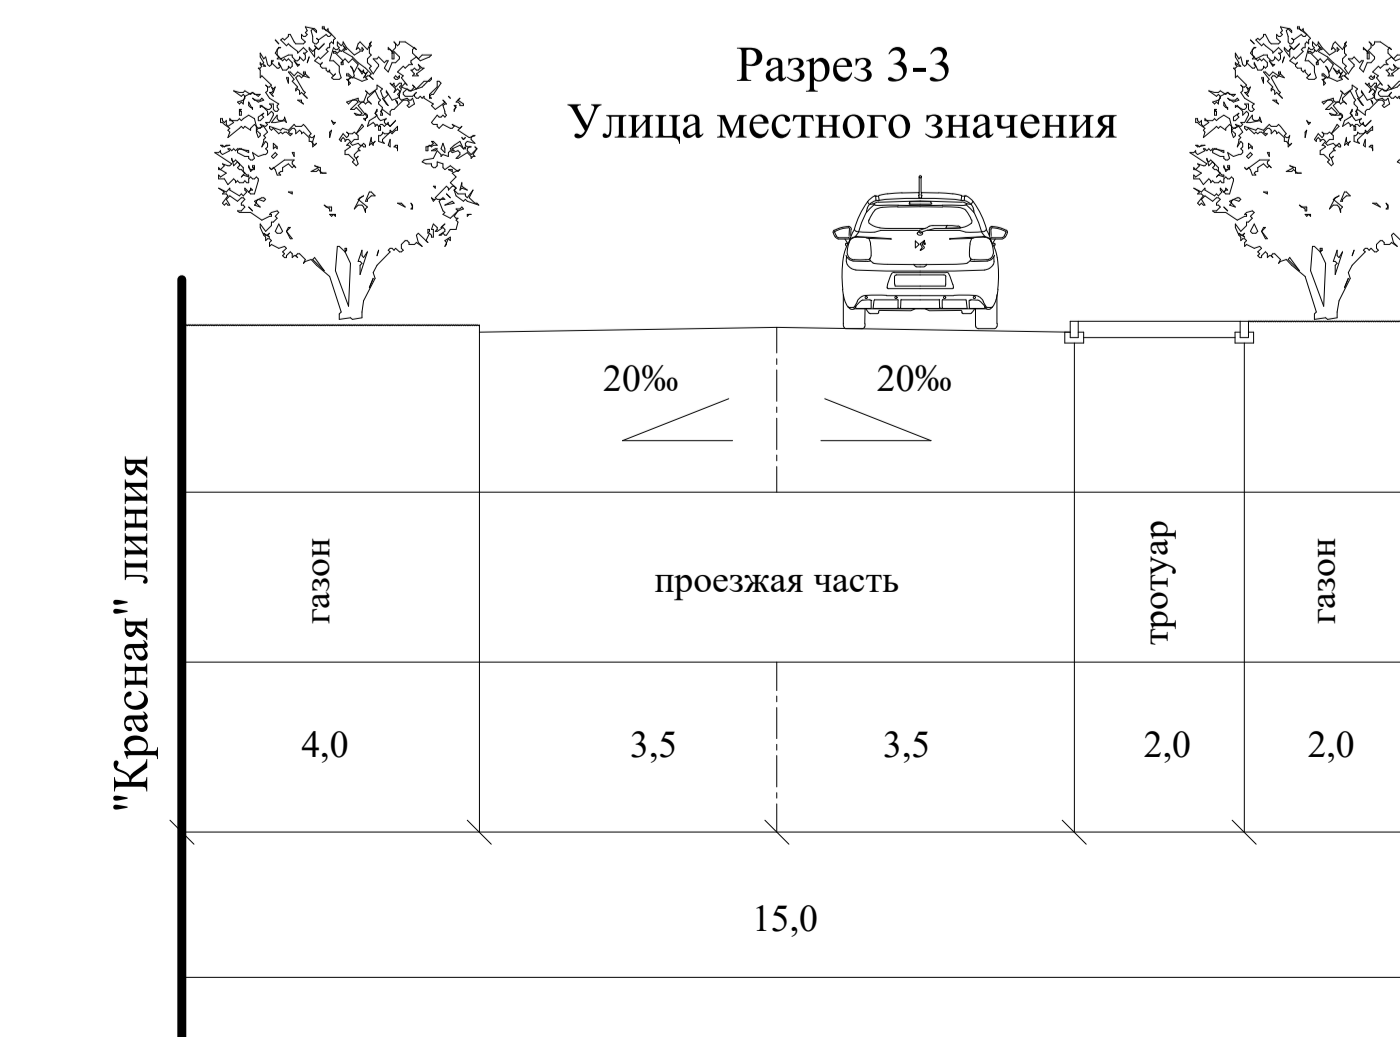 Разрез 3-3
Улица местного значения
20‰
20‰
"Красная" линия
газон
проезжая часть
тротуар
газон
4,0
3,5
3,5
2,0
2,0
15,0